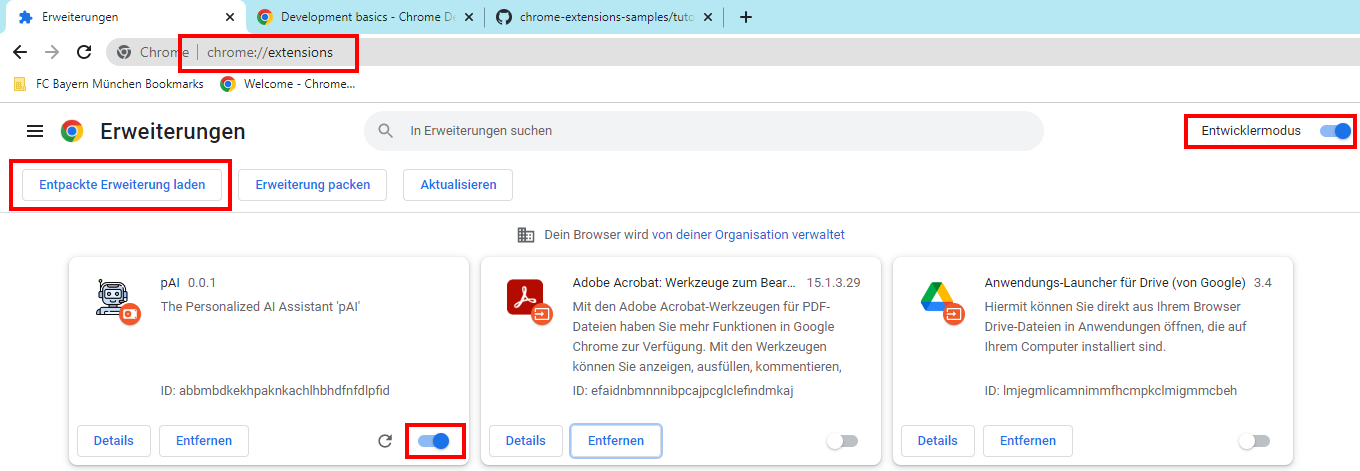 Erweiterungen
Development basics - Chrome De
chrome-extensions-samples/tuto
Chrome
chrome://extensions
FC Bayern München Bookmarks
Welcome - Chrome...
Erweiterungen
In Erweiterungen suchen
Entwicklermodus
Entpackte Erweiterung laden
Erweiterung packen
Aktualisieren
Dein Browser wird von deiner Organisation verwaltet
pAI 0.0.1
The Personalized AI Assistant 'pAI'
ID: abbmbdkekhpaknkachlhbhdfnfdlpfid
Details
Entfernen
Adobe Acrobat: Werkzeuge zum Bear... 15.1.3.29
Mit den Adobe Acrobat-Werkzeugen für PDF-
Dateien haben Sie mehr Funktionen in Google
Chrome zur Verfügung. Mit den Werkzeugen
können Sie anzeigen, ausfüllen, kommentieren,
ID: efaidnbmnnnibpcajpcglclefindmkaj
Details
Entfernen
Anwendungs-Launcher für Drive (von Google) 3.4
Hiermit können Sie direkt aus Ihrem Browser
Drive-Dateien in Anwendungen öffnen, die auf
Ihrem Computer installiert sind.
ID: lmjegmlicamnimmfhcmpkclmigmmcbeh
Details
Entfernen